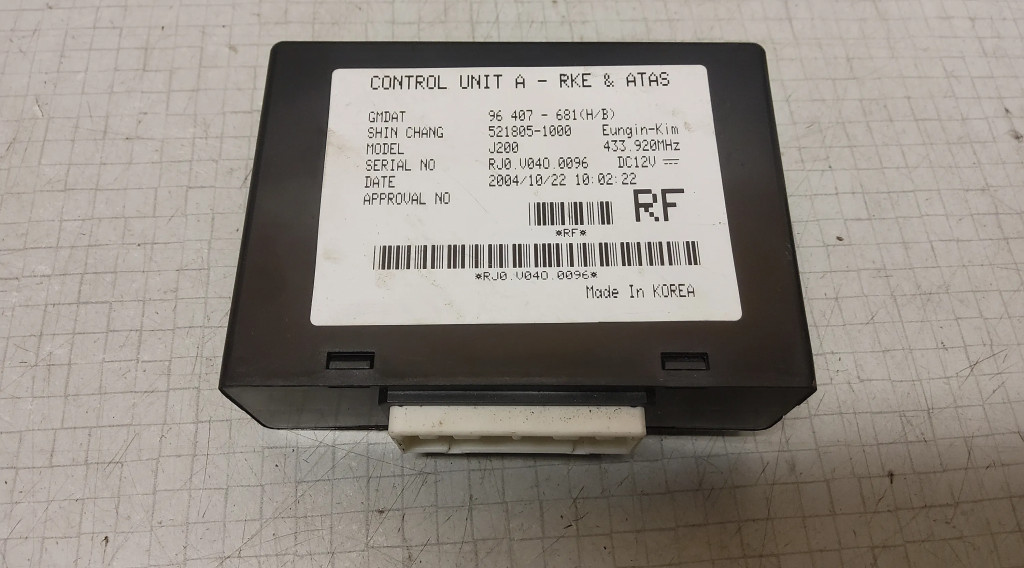 CONTROL UNIT A - RKE & ATAS
GMDAT 96 407 - 681(H/B)
SHIN CHANG 521805-1000 Eungin-Kim
MODEL J200 433.920MHz
SERIAL NO RJ0.V04O.0096 DC12V ⎓
DATE 2004/10/22 10:02:22
APPROVAL NO
RF
*RF*
*RJ0.V04O.0096*
Made In KOREA